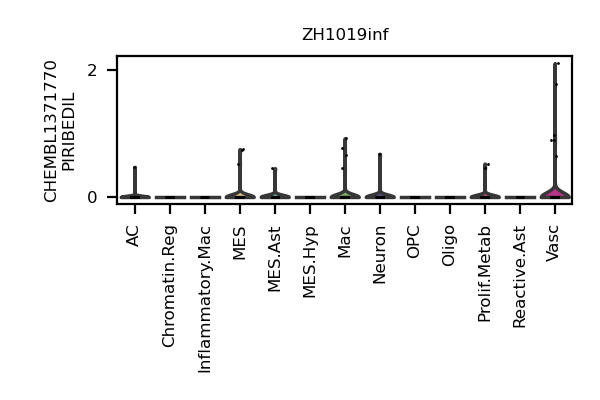 ZH1019inf
CHEMBL1371770
PIRIBEDIL
2
0
AC
Chromatin.Reg
Inflammatory.Mac
MES
MES.Ast
MES.Hyp
Mac
Neuron
OPC
Oligo
Prolif.Metab
Reactive.Ast
Vasc